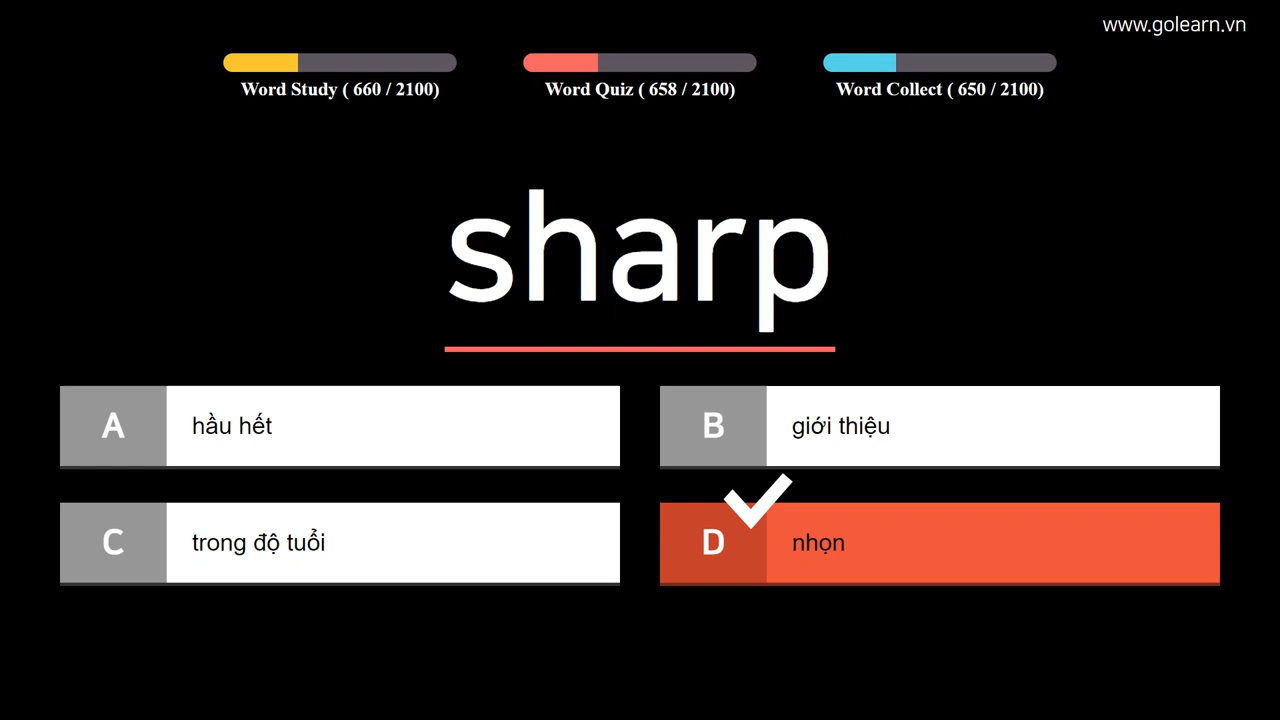 www.golearn.vn
Word Study ( 660 / 2100)
Word Quiz ( 658 / 2100)
Word Collect ( 650 / 2100)
sharp
A hầu hết
B giới thiệu
C trong độ tuổi
D nhọn